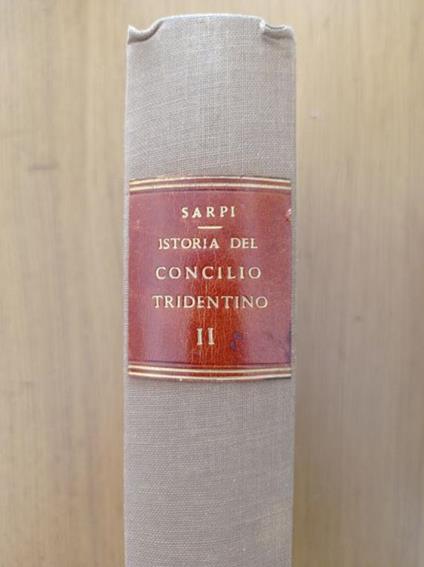 SARPI
ISTORIA DEL
CONCILIO
TRIDENTINO
II